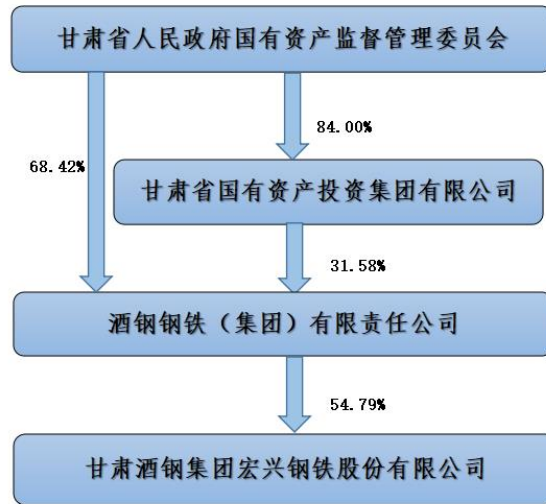 甘肃省人民政府国有资产监督管理委员会
84.00%
68.42%
甘肃省国有资产投资集团有限公司
31.58%
酒钢钢铁（集团）有限责任公司
54.79%
甘肃酒钢集团宏兴钢铁股份有限公司